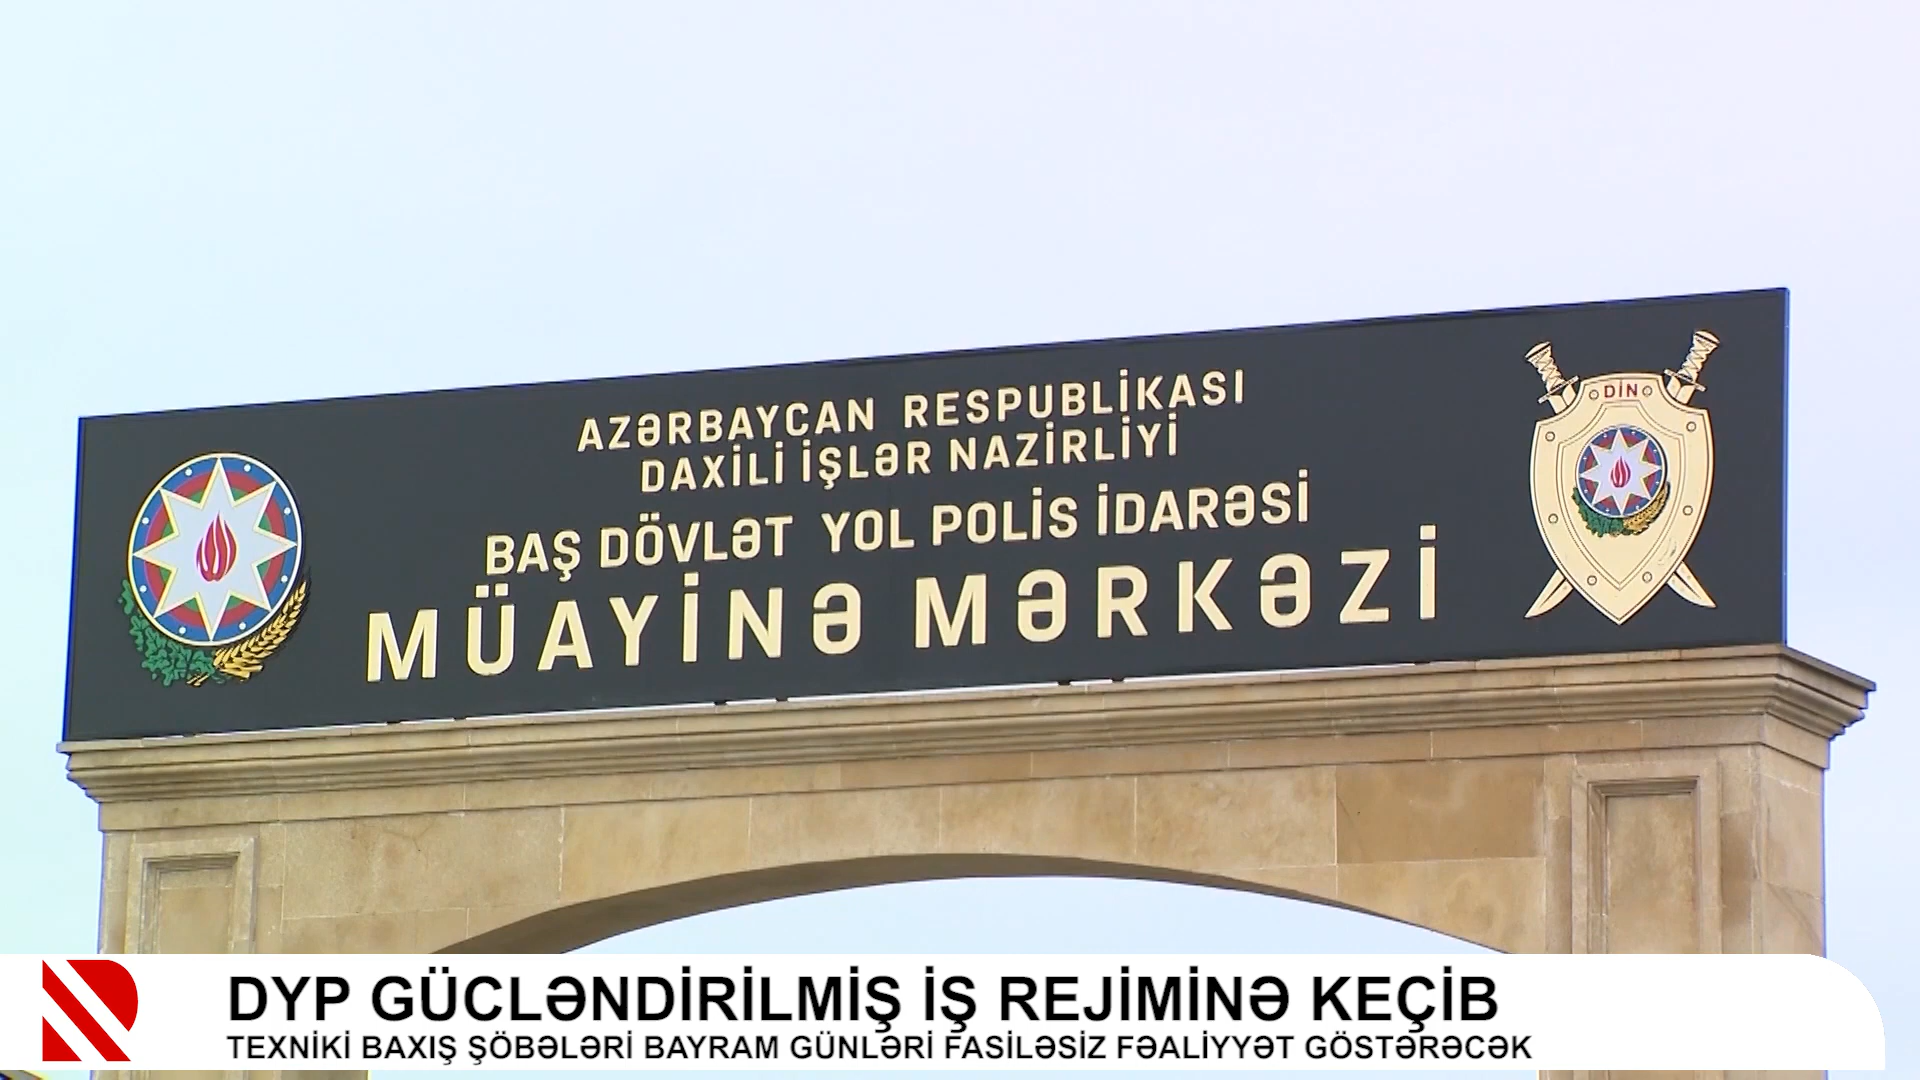 AZƏRBAYCAN RESPUBLİKASI
DAXİLİ İŞLƏR NAZİRLİYİ
BAŞ DÖVLƏT YOL POLİS İDARƏSİ
MÜAYİNƏ MƏRKƏZİ
DİN
DYP GÜCLƏNDİRİLMİŞ İŞ REJİMİNƏ KEÇİB
TEXNİKİ BAXIŞ ŞÖBƏLƏRİ BAYRAM GÜNLƏRİ FASİLƏSİZ FƏALİYYƏT GÖSTƏRƏCƏK